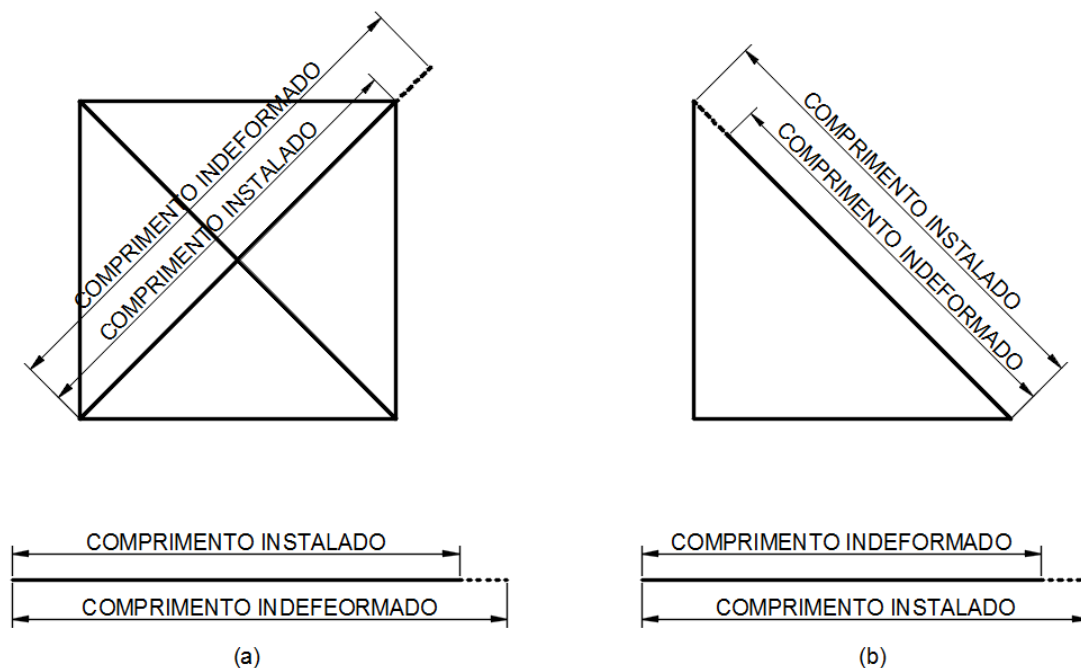 COMPRIMENTO INDEFORMADO
COMPRIMENTO INSTALADO
COMPRIMENTO INSTALADO
COMPRIMENTO INDEFORMADO
COMPRIMENTO INSTALADO
COMPRIMENTO INDEFEORMADO
(a)
COMPRIMENTO INDEFORMADO
COMPRIMENTO INSTALADO
(b)